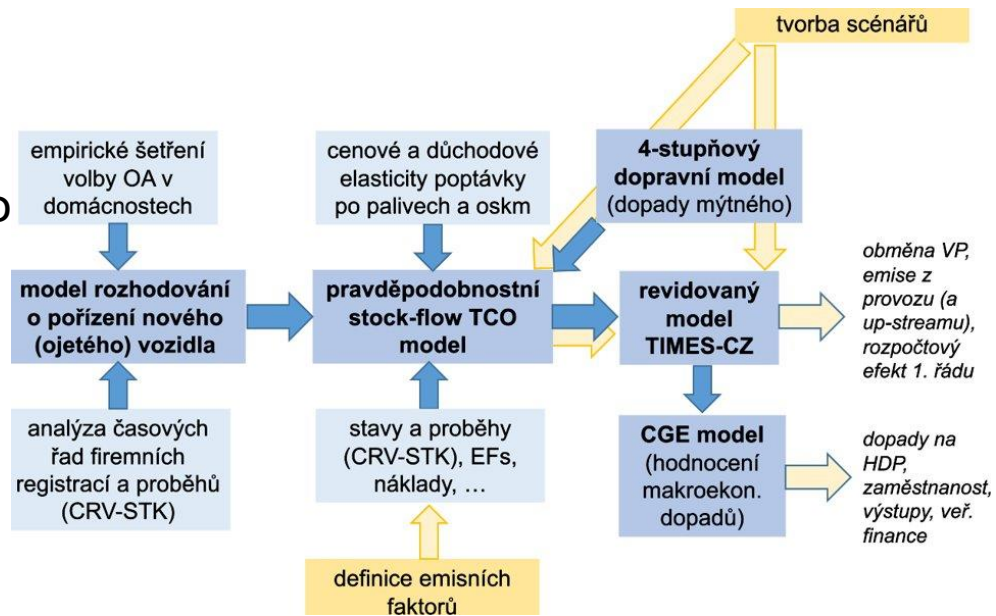 tvorba scénářů
empirické šetření
volby OA v
domácnostech
cenové a důchodové
elasticity poptávky
po palivech a oskm
4-stupňový
dopravní model
(dopady mýtného)
model rozhodování
o pořízení nového
(ojetého) vozidla
pravděpodobnostní
stock-flow TCO
model
revidovaný
model
TIMES-CZ
obměna VP,
emise z
provozu (a
up-streamu),
rozpočtový
efekt 1. řádu
analýza časových
řad firemních
registrací a proběhů
(CRV-STK)
stavy a proběhy
(CRV-STK), EFs,
náklady, …
CGE model
(hodnocení
makroekon.
dopadů)
dopady na
HDP,
zaměstnanost,
výstupy, veř.
finance
definice emisních
faktorů